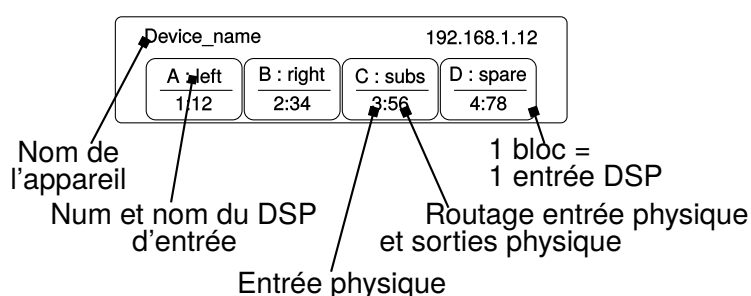 Device_name 192.168.1.12
A : left B : right C : subs D : spare
1:12 2:34 3:56 4:78
Nom de
l'appareil
1 bloc =
1 entrée DSP
Num et nom du DSP
d'entrée
Routage entrée physique
et sorties physique
Entrée physique